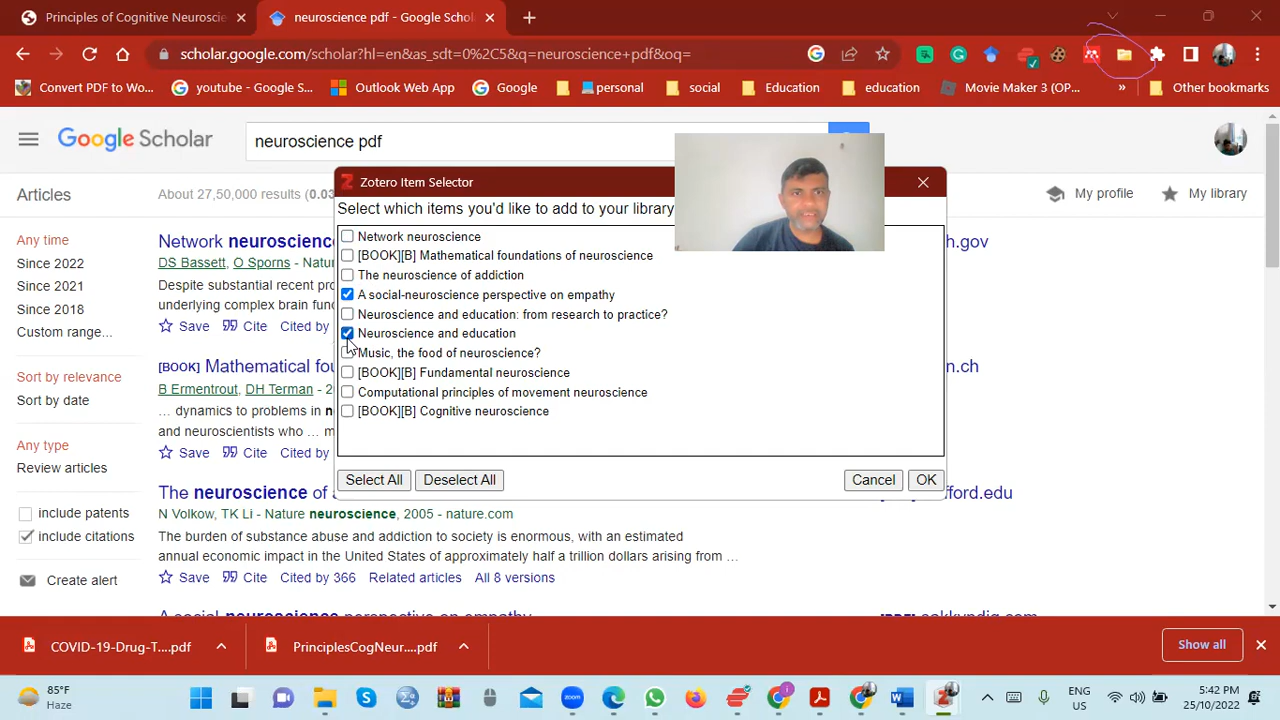 Principles of Cognitive Neuroscie
neuroscience pdf - Google Schol
scholar.google.com/scholar?hl=en&as_sdt=0%2C5&q=neuroscience+pdf&oq=
Convert PDF to Wo...
youtube - Google S...
Outlook Web App
Google
personal
social
Education
education
Movie Maker 3 (OP...
»
Other bookmarks
Google Scholar
neuroscience pdf
Articles
About 27,50,000 results (0.03
My profile
My library
Zotero Item Selector
Select which items you'd like to add to your library
Network neuroscience
[BOOK][B] Mathematical foundations of neuroscience
The neuroscience of addiction
A social-neuroscience perspective on empathy
Neuroscience and education: from research to practice?
Neuroscience and education
Music, the food of neuroscience?
[BOOK][B] Fundamental neuroscience
Computational principles of movement neuroscience
[BOOK][B] Cognitive neuroscience
Select All
Deselect All
Cancel
OK
Any time
Since 2022
Since 2021
Since 2018
Custom range...
Sort by relevance
Sort by date
Any type
Review articles
include patents
include citations
Create alert
Network neuroscienc
DS Bassett, O Sporns - Natu
Despite substantial recent pro
underlying complex brain fun
Save
Cite
Cited by
h.gov
[BOOK] Mathematical fou
B Ermentrout, DH Terman - 2
... dynamics to problems in n
and neuroscientists who ... m
Save
Cite
Cited by
n.ch
The neuroscience of a
N Volkow, TK Li - Nature neuroscience, 2005 - nature.com
The burden of substance abuse and addiction to society is enormous, with an estimated
annual economic impact in the United States of approximately half a trillion dollars arising from ...
Save
Cite
Cited by 366
Related articles
All 8 versions
ford.edu
A social-neuroscience perspective on empathy
COVID-19-Drug-T....pdf
PrinciplesCogNeur....pdf
Show all
85°F
Haze
zoom
ENG
US
5:42 PM
25/10/2022